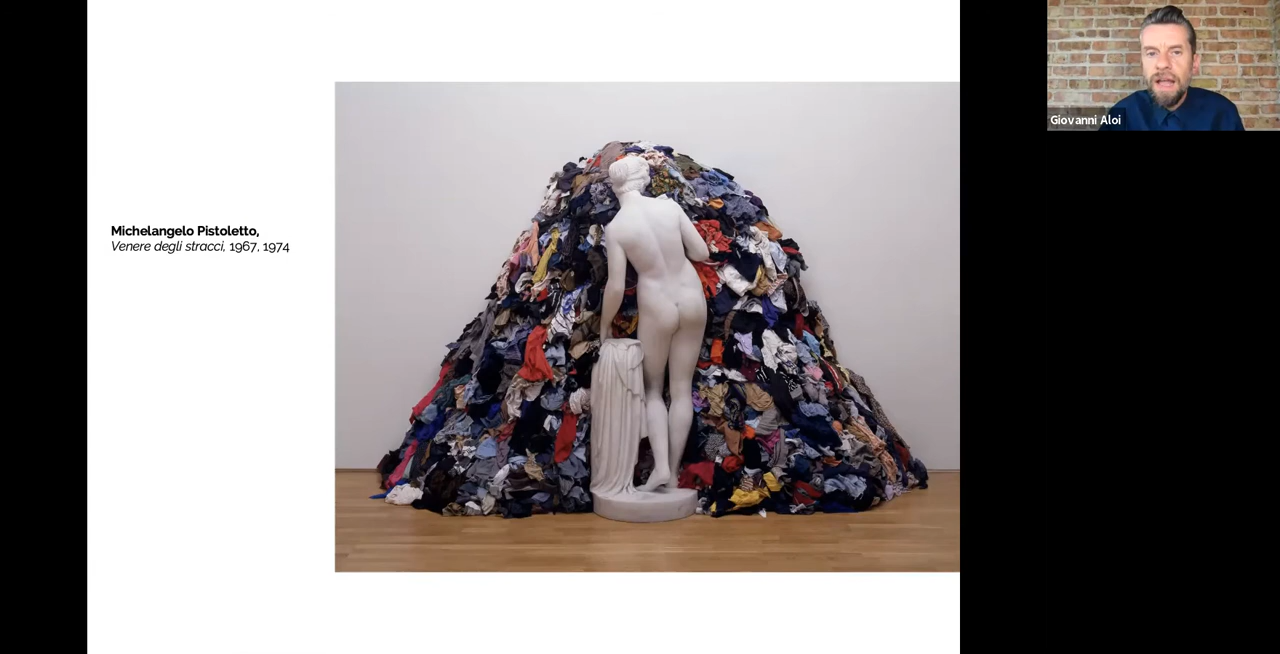 Michelangelo Pistoletto,
Venere degli stracci, 1967, 1974
Giovanni Aloi